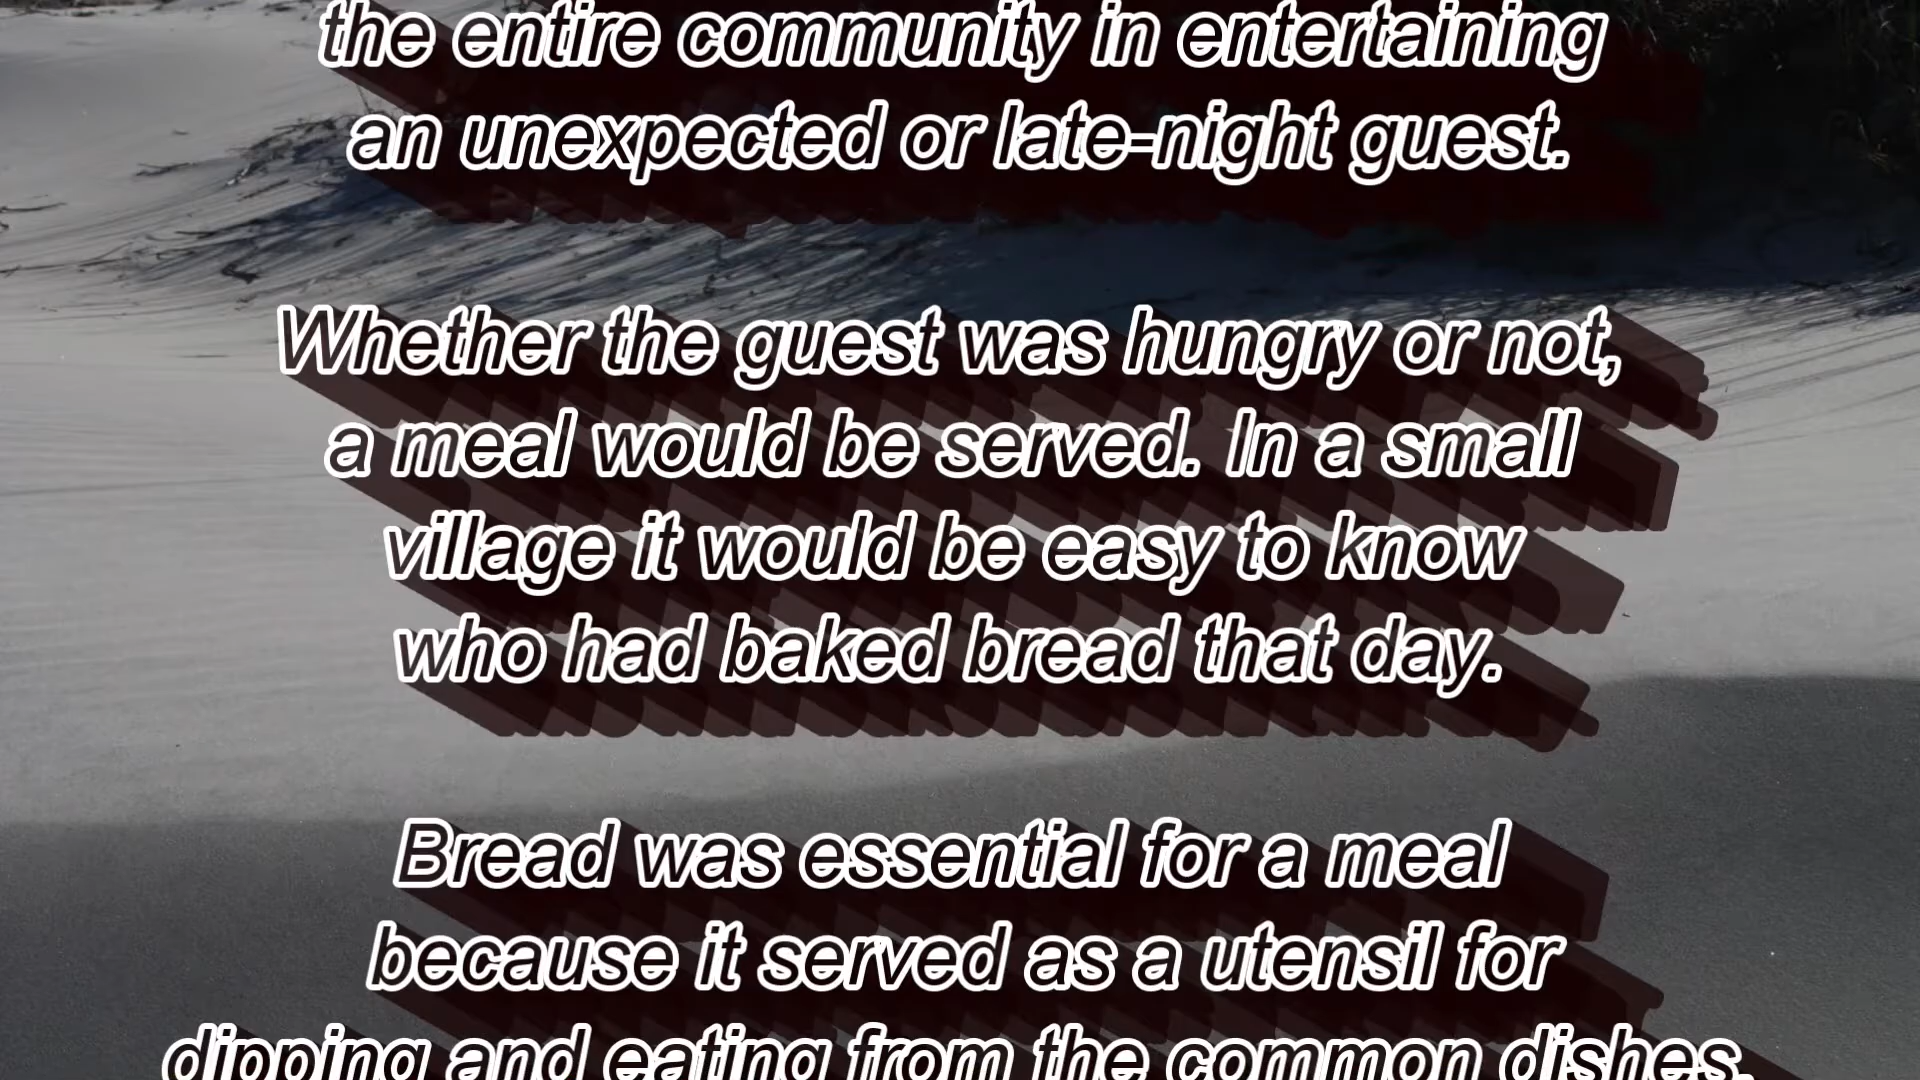 the entire community in entertaining
an unexpected or late-night guest.
Whether the guest was hungry or not,
a meal would be served. In a small
village it would be easy to know
who had baked bread that day.
Bread was essential for a meal
because it served as a utensil for
dipping and eating from the common dishes.